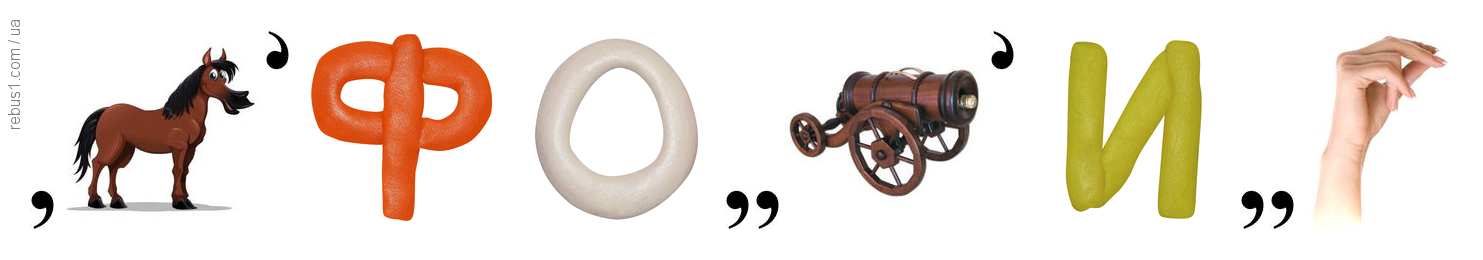 rebus1.com/ua
, ’ Ф О ,, ’ И ,,